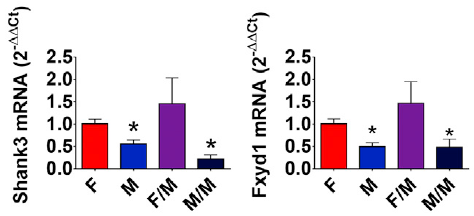 Shank3 mRNA (2^-ΔΔCt)
2.5
2.0
1.5
1.0
0.5
0.0
*
*
F
M
F/M
M/M
Fxyd1 mRNA (2^-ΔΔCt)
2.5
2.0
1.5
1.0
0.5
0.0
*
*
F
M
F/M
M/M